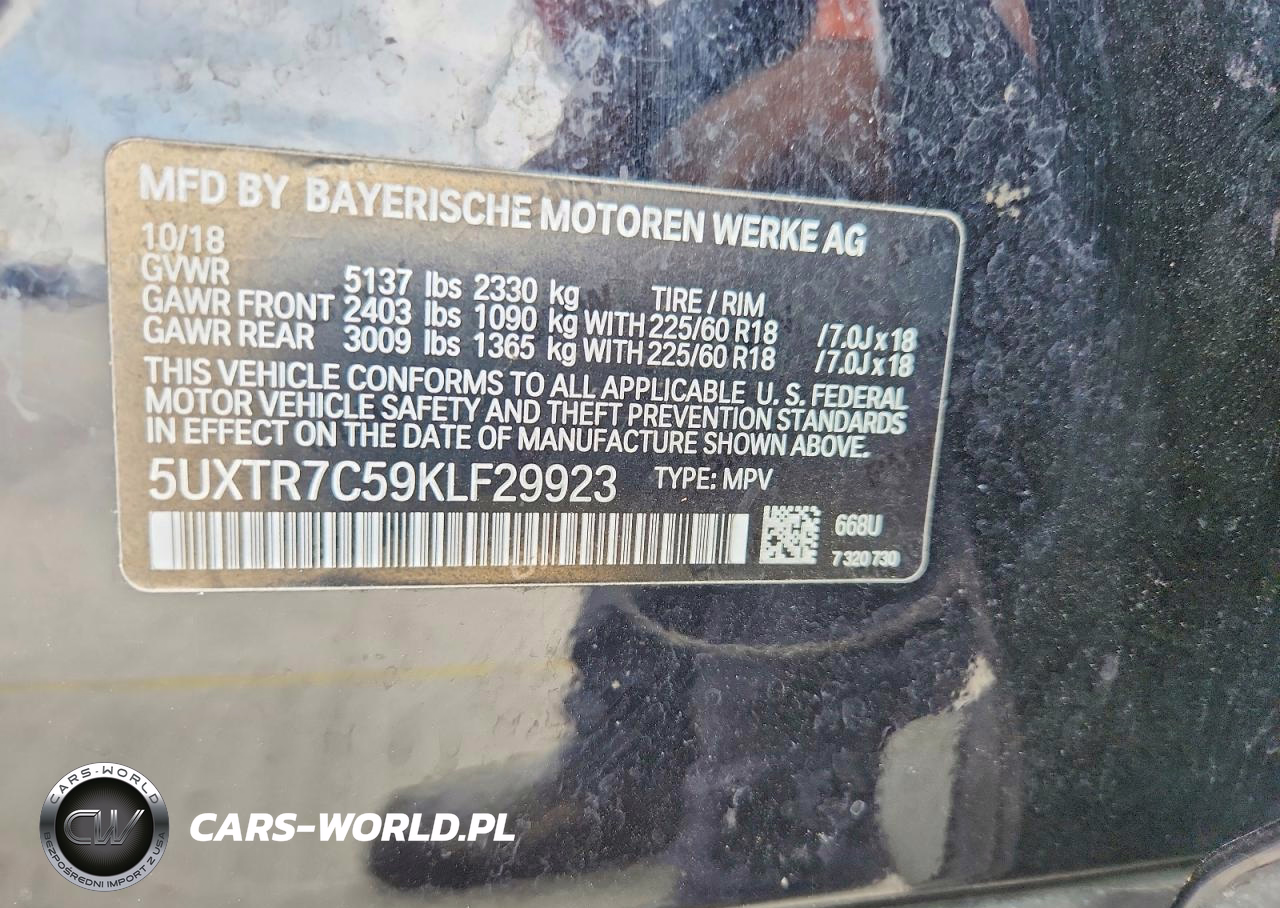 MFD BY BAYERISCHE MOTOREN WERKE AG
10/18
GVWR 5137 lbs 2330 kg TIRE / RIM
GAWR FRONT 2403 lbs 1090 kg WITH 225/60 R18 /7.0J x 18
GAWR REAR 3009 lbs 1365 kg WITH 225/60 R18 /7.0J x 18
THIS VEHICLE CONFORMS TO ALL APPLICABLE U. S. FEDERAL
MOTOR VEHICLE SAFETY AND THEFT PREVENTION STANDARDS
IN EFFECT ON THE DATE OF MANUFACTURE SHOWN ABOVE.
5UXTR7C59KLF29923 TYPE: MPV
668U
7 320 730
CARS-WORLD
CW
BEZPOŚREDNI IMPORT Z USA
CARS-WORLD.PL